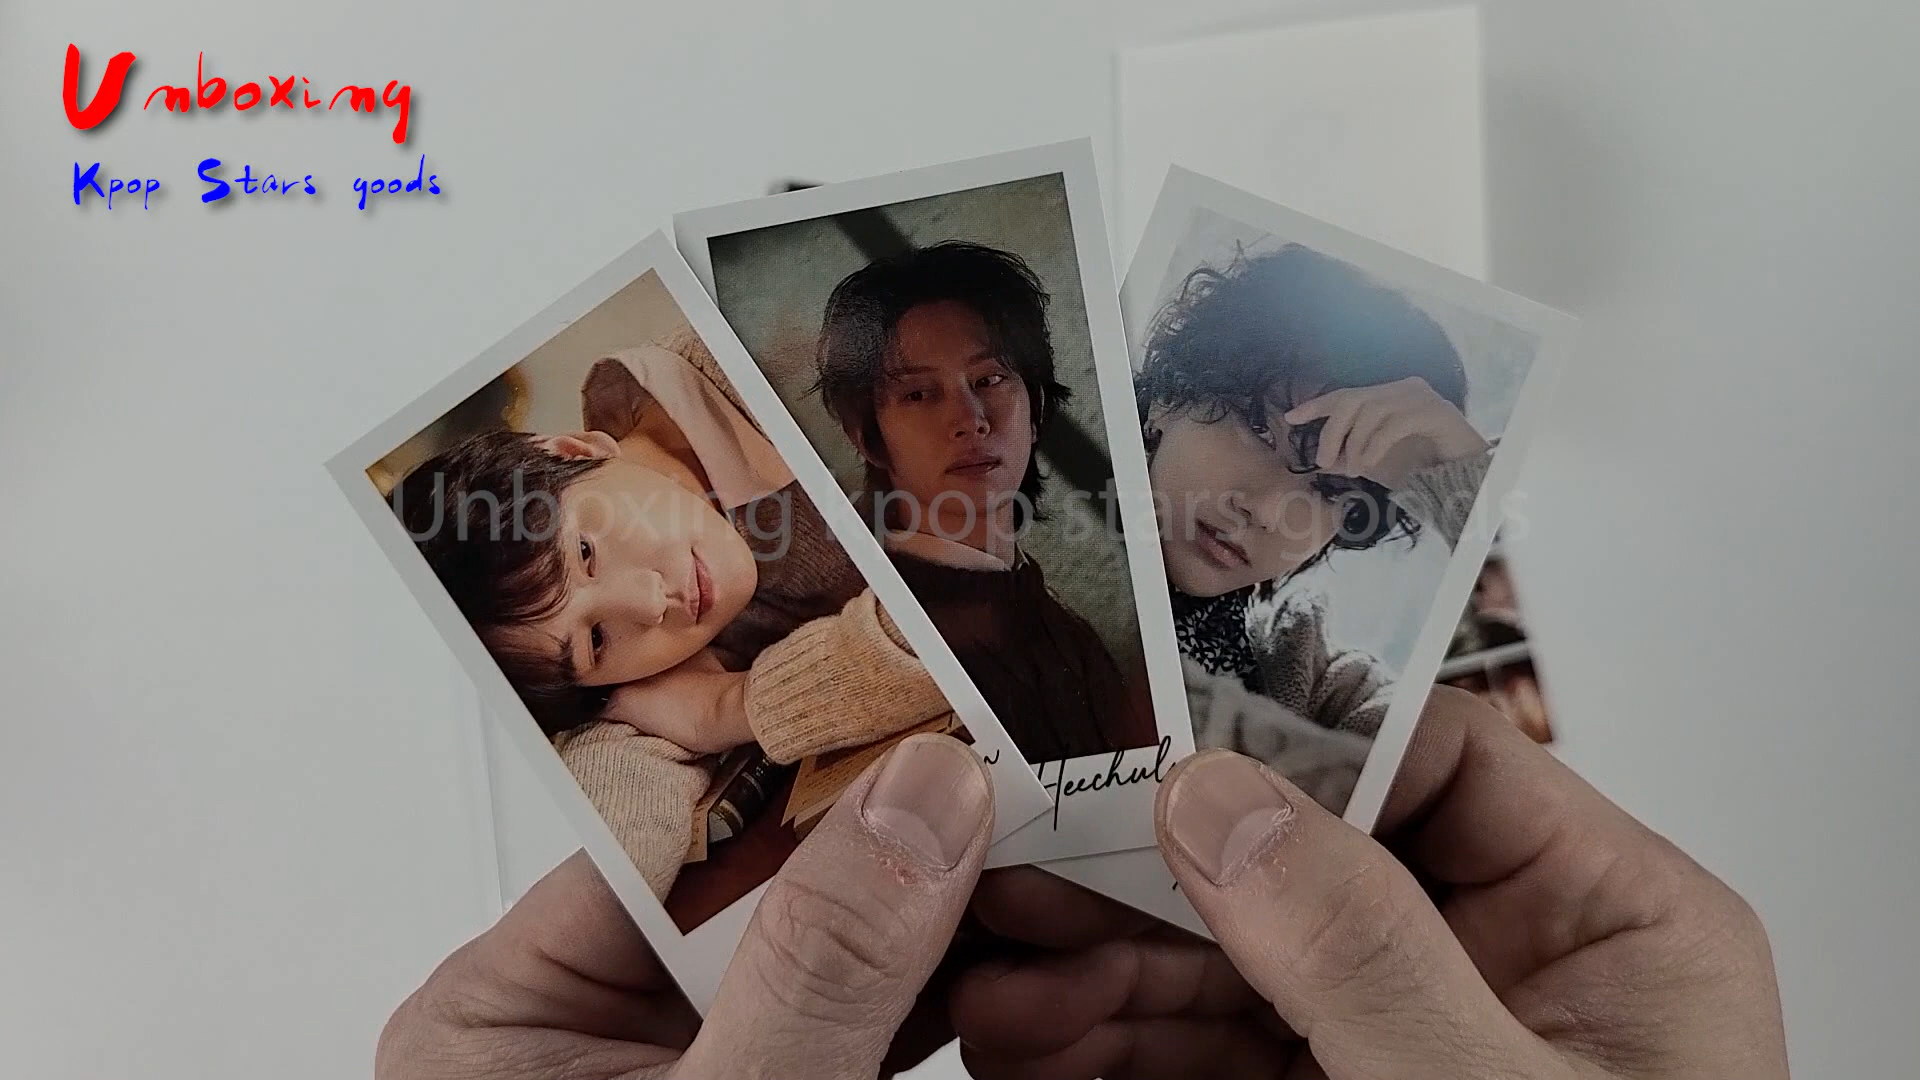 Unboxing
Kpop Stars goods
Unboxing kpop stars goods
Heechul